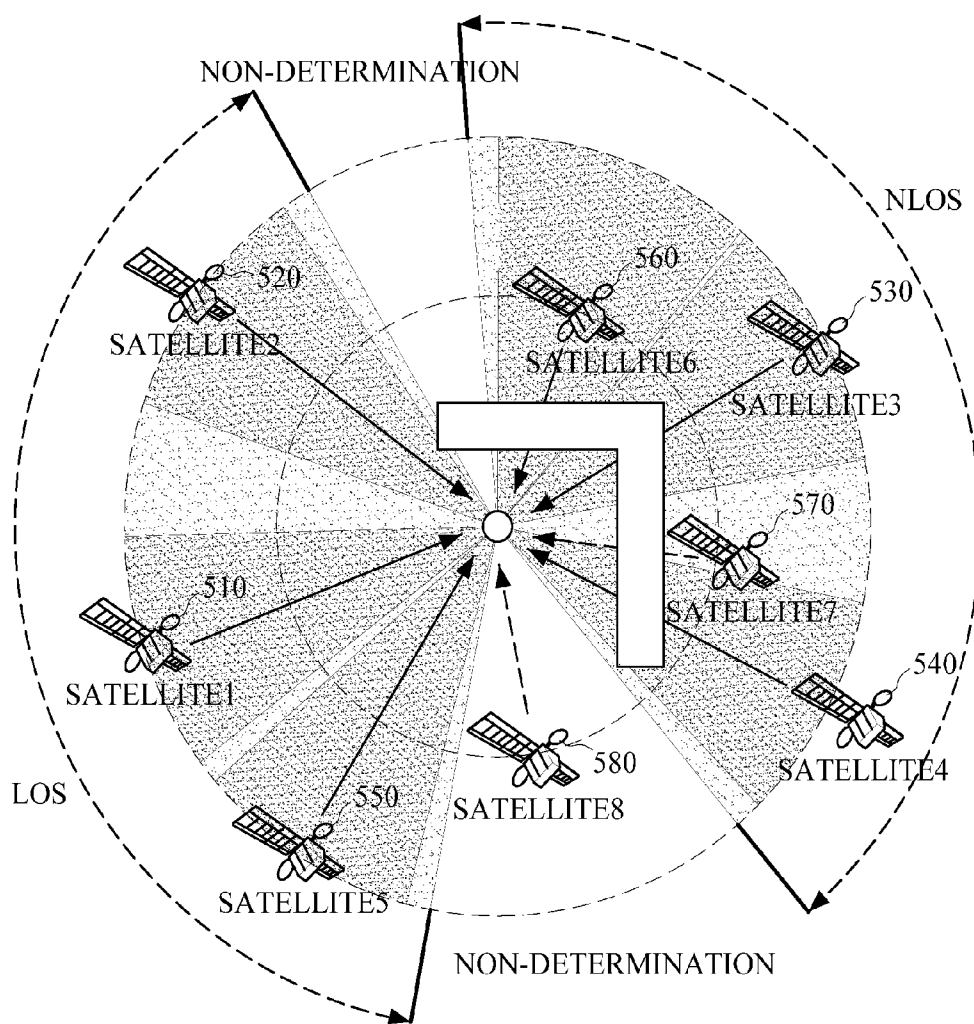 NON-DETERMINATION
NLOS
560
520
530
SATELLITE2
SATELLITE6
SATELLITE3
570
510
SATELLITE7
540
SATELLITE1
580
SATELLITE4
LOS
550
SATELLITE8
SATELLITE5
NON-DETERMINATION